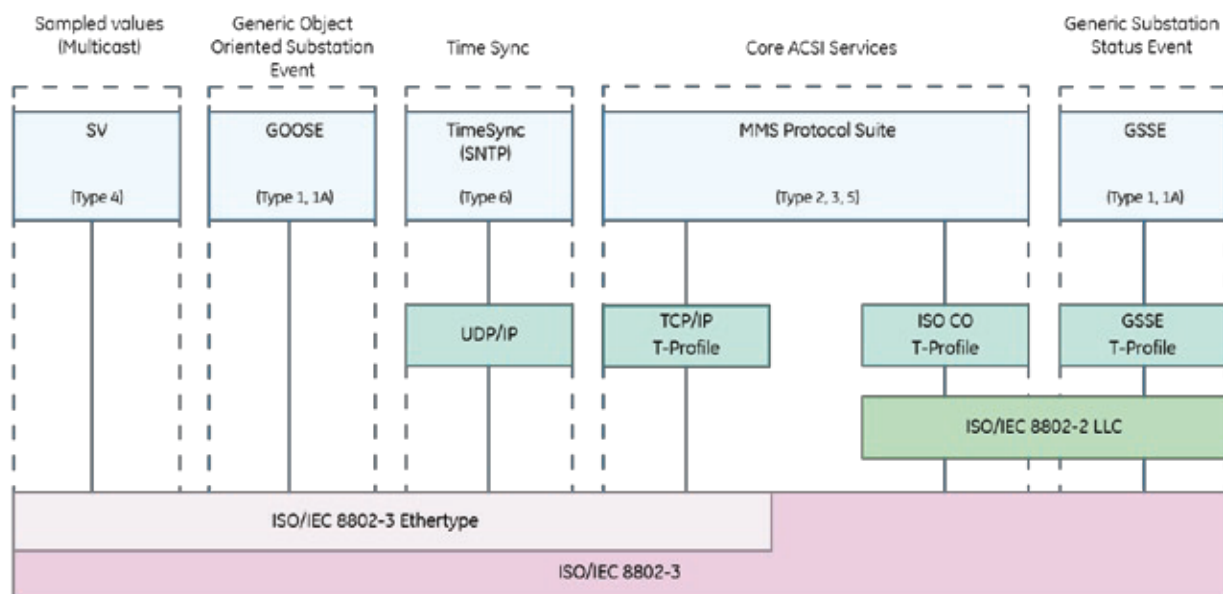 Sampled values
(Multicast)
Generic Object
Oriented Substation
Event
Time Sync
Core ACSI Services
Generic Substation
Status Event
SV
(Type 4)
GOOSE
(Type 1, 1A)
TimeSync
(SNTP)
(Type 6)
MMS Protocol Suite
(Type 2, 3, 5)
GSSE
(Type 1, 1A)
UDP/IP
TCP/IP
T-Profile
ISO CO
T-Profile
GSSE
T-Profile
ISO/IEC 8802-2 LLC
ISO/IEC 8802-3 Ethertype
ISO/IEC 8802-3